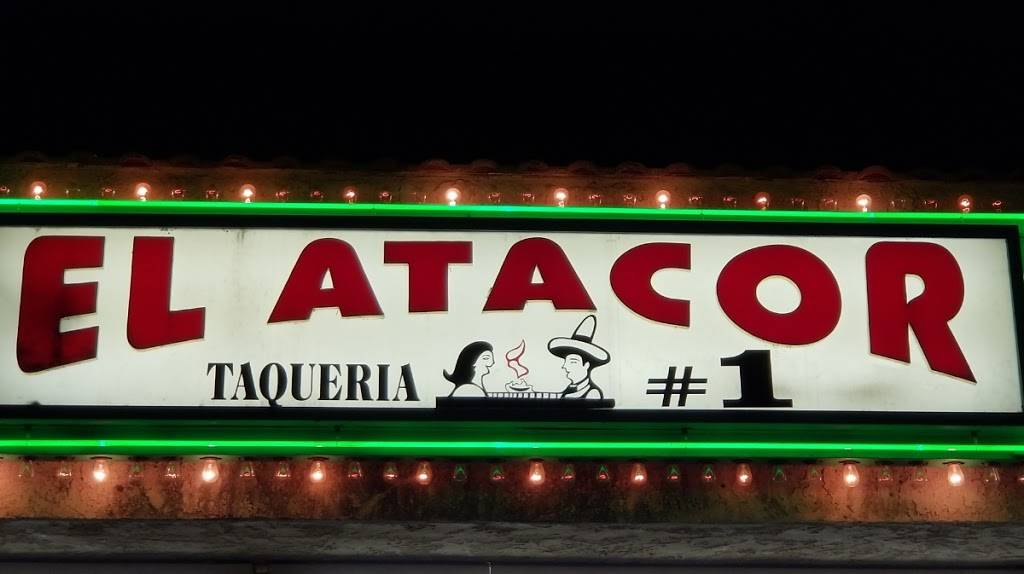 EL ATACOR
TAQUERIA #1